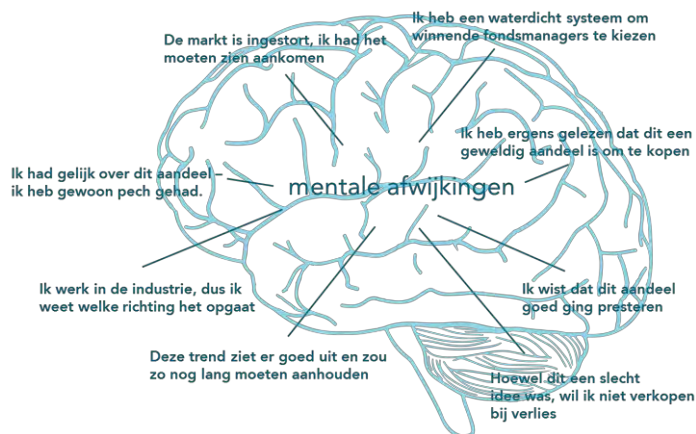 Ik heb een waterdicht systeem om
winnende fondsmanagers te kiezen
De markt is ingestort, ik had het
moeten zien aankomen
Ik heb ergens gelezen dat dit een
geweldig aandeel is om te kopen
Ik had gelijk over dit aandeel –
ik heb gewoon pech gehad.
mentale afwijkingen
Ik werk in de industrie, dus ik
weet welke richting het opgaat
Ik wist dat dit aandeel
goed ging presteren
Deze trend ziet er goed uit en zou
zo nog lang moeten aanhouden
Hoewel dit een slecht
idee was, wil ik niet verkopen
bij verlies